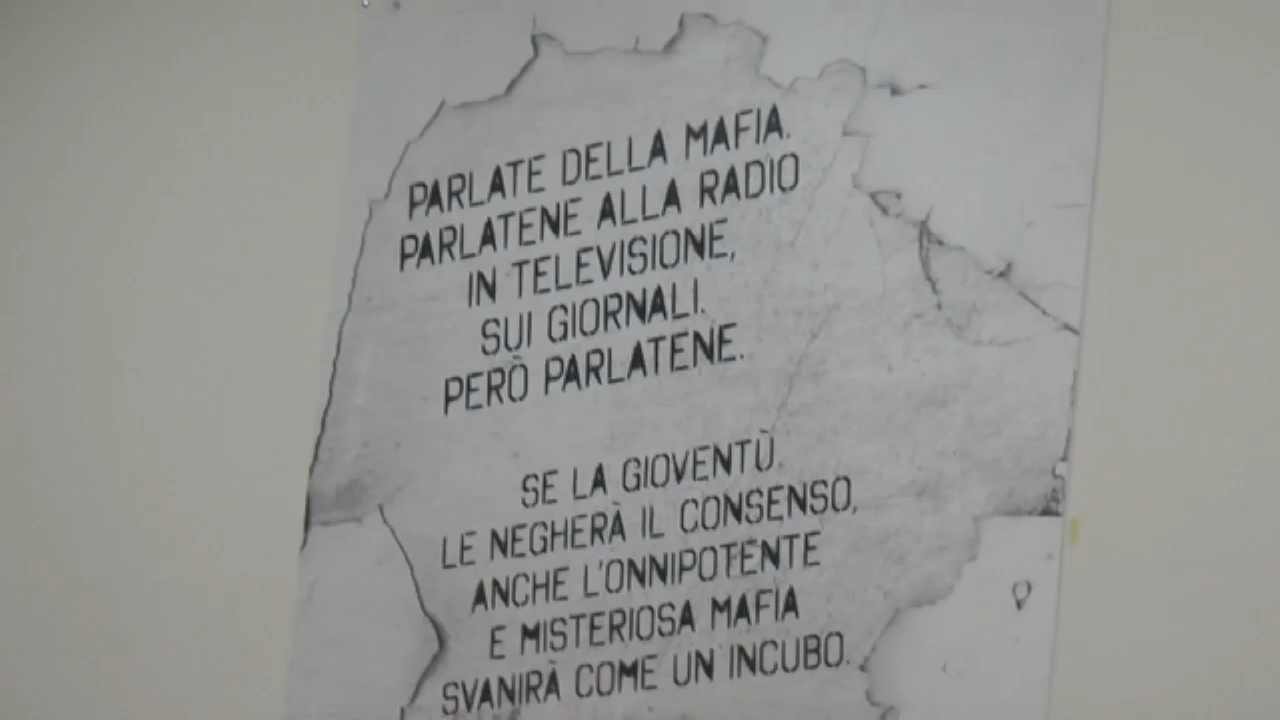 PARLATE DELLA MAFIA.
PARLATENE ALLA RADIO
IN TELEVISIONE,
SUI GIORNALI.
PERÒ PARLATENE.
SE LA GIOVENTÙ
LE NEGHERÀ IL CONSENSO,
ANCHE L'ONNIPOTENTE
E MISTERIOSA MAFIA
SVANIRÀ COME UN INCUBO.